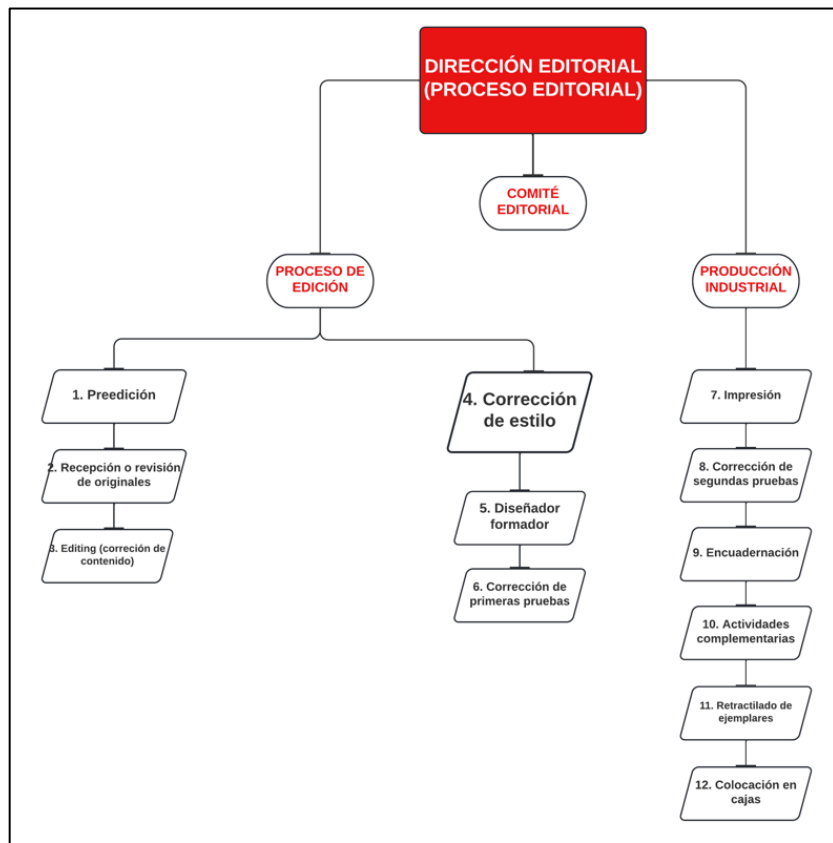 DIRECCIÓN EDITORIAL
(PROCESO EDITORIAL)
COMITÉ
EDITORIAL
PROCESO DE
EDICIÓN
PRODUCCIÓN
INDUSTRIAL
1. Preedición
2. Recepción o revisión
de originales
3. Editing (correción de
contenido)
4. Corrección
de estilo
5. Diseñador
formador
6. Corrección de
primeras pruebas
7. Impresión
8. Corrección de
segundas pruebas
9. Encuadernación
10. Actividades
complementarias
11. Retractilado de
ejemplares
12. Colocación en
cajas